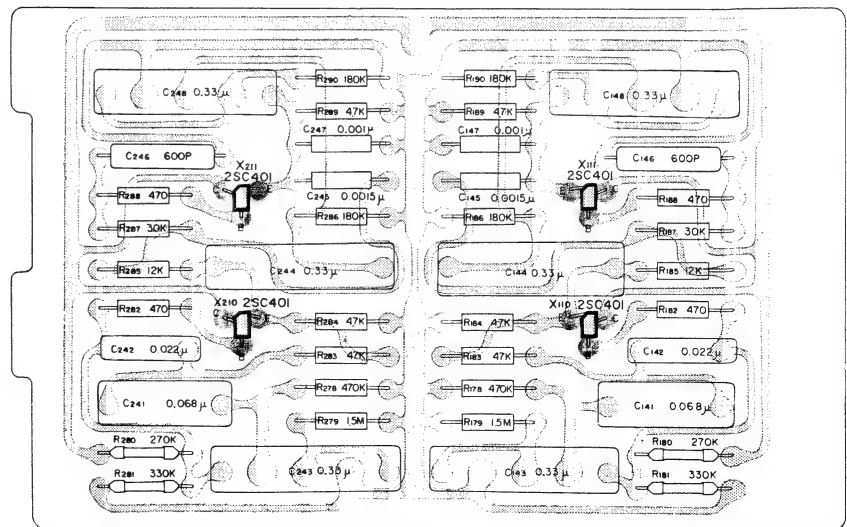 R290 180K
R190 180K
C248 0.33μ
C148 0.33μ
R289 47K
R189 47K
C247 0.001μ
C147 0.001μ
C246 600P
C146 600P
X211
2SC401
X111
2SC401
C245 0.0015μ
C145 0.0015μ
R288 470
R188 470
R286 180K
R186 180K
R287 30K
R187 30K
B
B
R285 12K
C244 0.33μ
C144 0.33μ
R185 12K
R282 470
X210 2SC401
X110 2SC401
R182 470
R284 47K
R184 47K
C242 0.022μ
C142 0.022μ
R283 47K
R183 47K
R278 470K
R178 470K
C241 0.068μ
C141 0.068μ
R279 1.5M
R179 1.5M
R280 270K
R180 270K
C243 0.33μ
C143 0.33μ
R281 330K
R181 330K